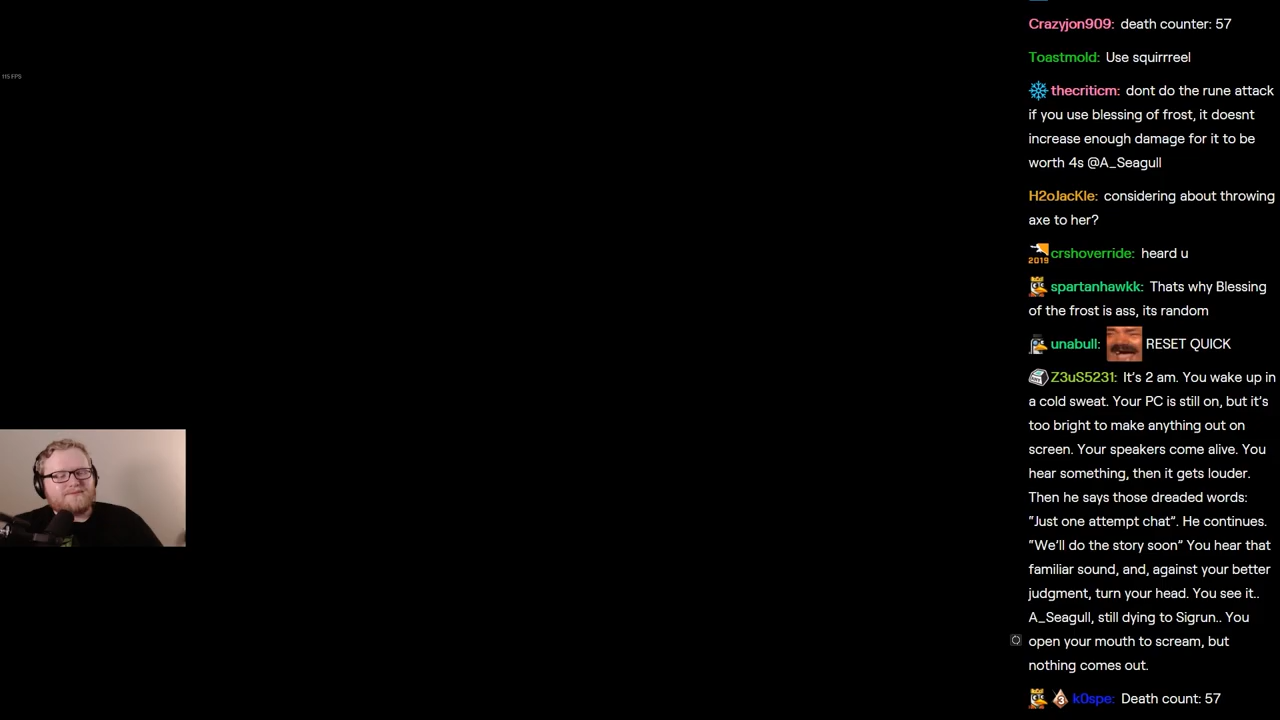 Crazyjon909: death counter: 57
115 FPS
Toastmold: Use squirrreel
thecriticm: dont do the rune attack
if you use blessing of frost, it doesnt
increase enough damage for it to be
worth 4s @A_Seagull
H2oJacKle: considering about throwing
axe to her?
2019 crshoverride: heard u
spartanhawkk: Thats why Blessing
of the frost is ass, its random
unabull: RESET QUICK
Z3uS5231: It's 2 am. You wake up in
a cold sweat. Your PC is still on, but it's
too bright to make anything out on
screen. Your speakers come alive. You
hear something, then it gets louder.
Then he says those dreaded words:
“Just one attempt chat”. He continues.
“We'll do the story soon” You hear that
familiar sound, and, against your better
judgment, turn your head. You see it..
A_Seagull, still dying to Sigrun.. You
open your mouth to scream, but
nothing comes out.
3 k0spe: Death count: 57